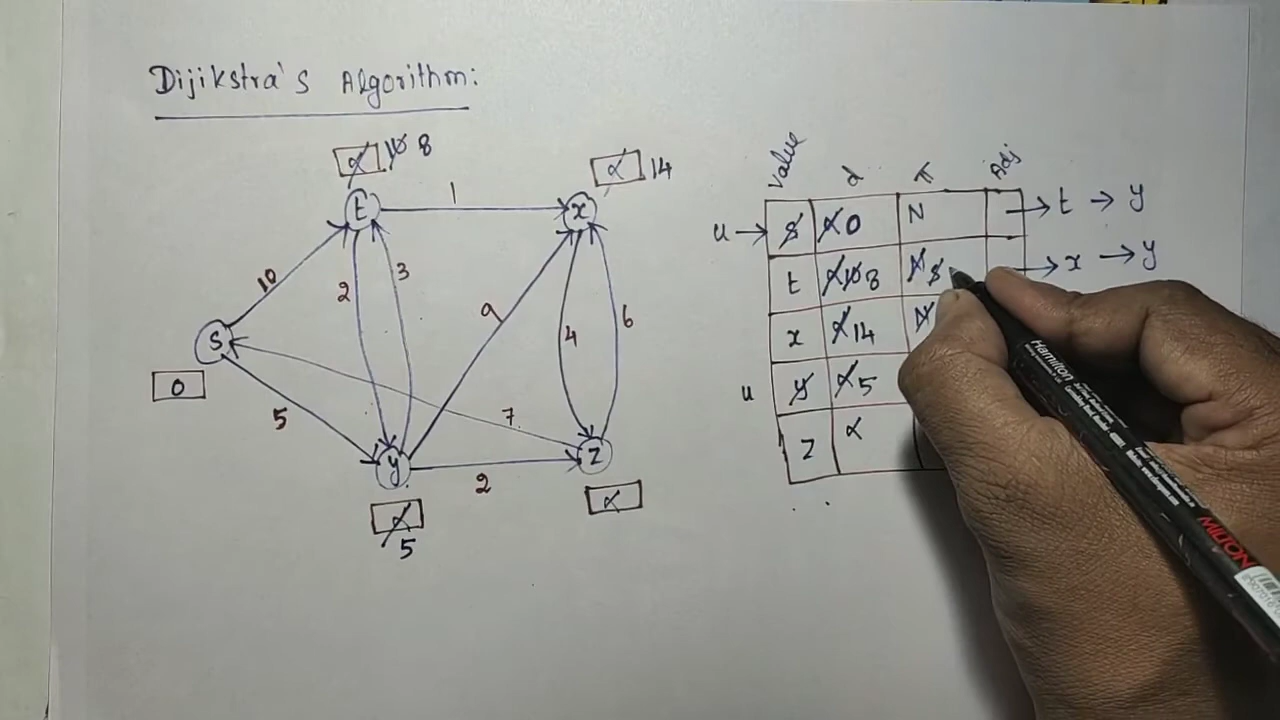 Dijikstra's Algorithm:
α 10 8
α 14
t 1 x
10 2 3 9 4 6
S
0
5 7
y 2 z
α
5
α
Value d π Adj
u → S α 0 N → t → y
t α 10 8 N S → x → y
x α 14 N
u y α 5
z α
Hamilton
MILTON